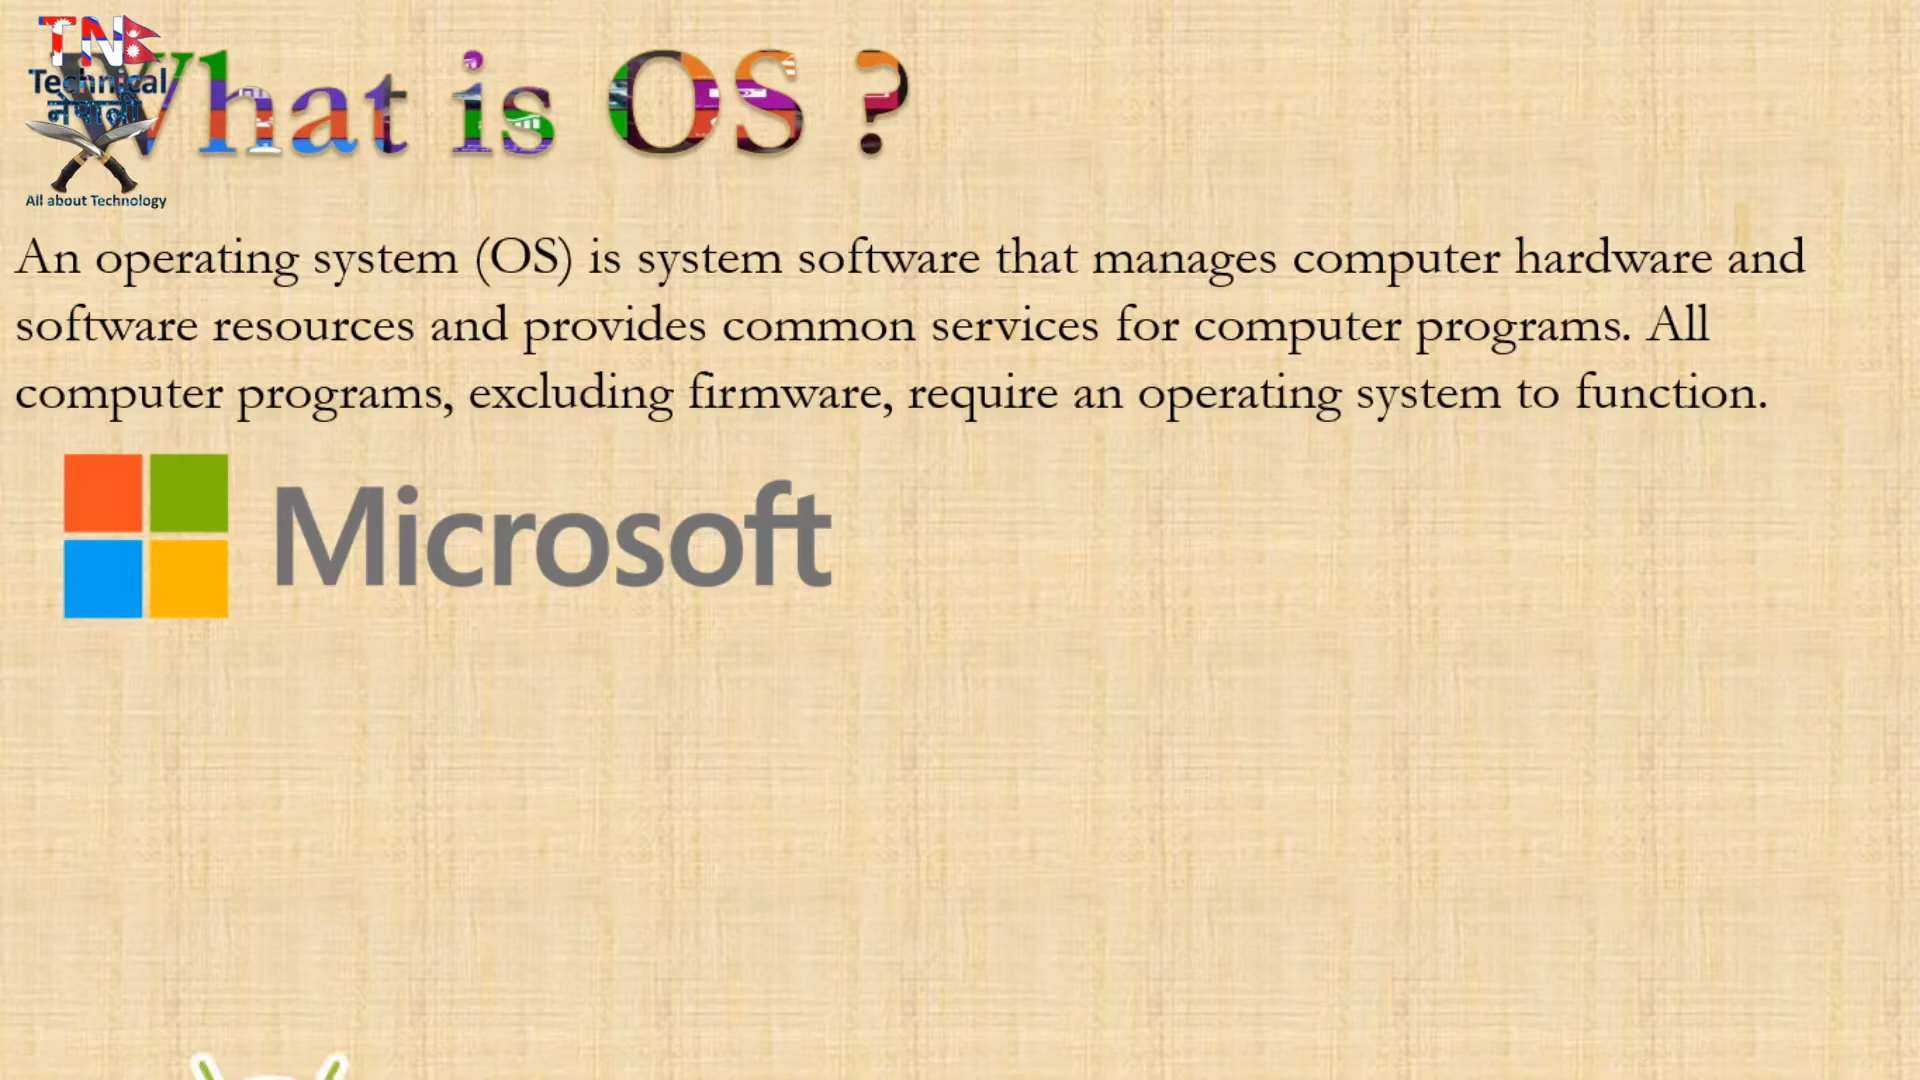 TN
Technical
नेपाली
All about Technology
What is OS ?
An operating system (OS) is system software that manages computer hardware and
software resources and provides common services for computer programs. All
computer programs, excluding firmware, require an operating system to function.
Microsoft